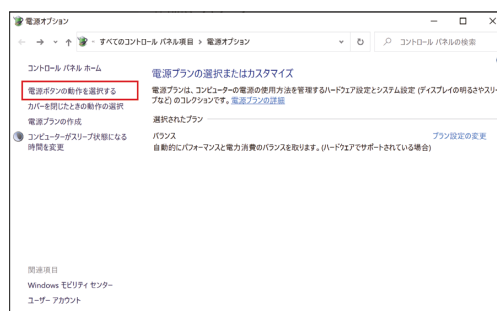 電源オプション
すべてのコントロール パネル項目 › 電源オプション
コントロール パネルの検索
コントロール パネル ホーム
電源ボタンの動作を選択する
カバーを閉じたときの動作の選択
電源プランの作成
コンピューターがスリープ状態になる
時間を変更
電源プランの選択またはカスタマイズ
電源プランは、コンピューターの電源の使用方法を管理するハードウェア設定とシステム設定 (ディスプレイの明るさやスリー
プなど) のコレクションです。電源プランの詳細
選択されたプラン
バランス
プラン設定の変更
自動的にパフォーマンスと電力消費のバランスを取ります。(ハードウェアでサポートされている場合)
関連項目
Windows モビリティ センター
ユーザー アカウント